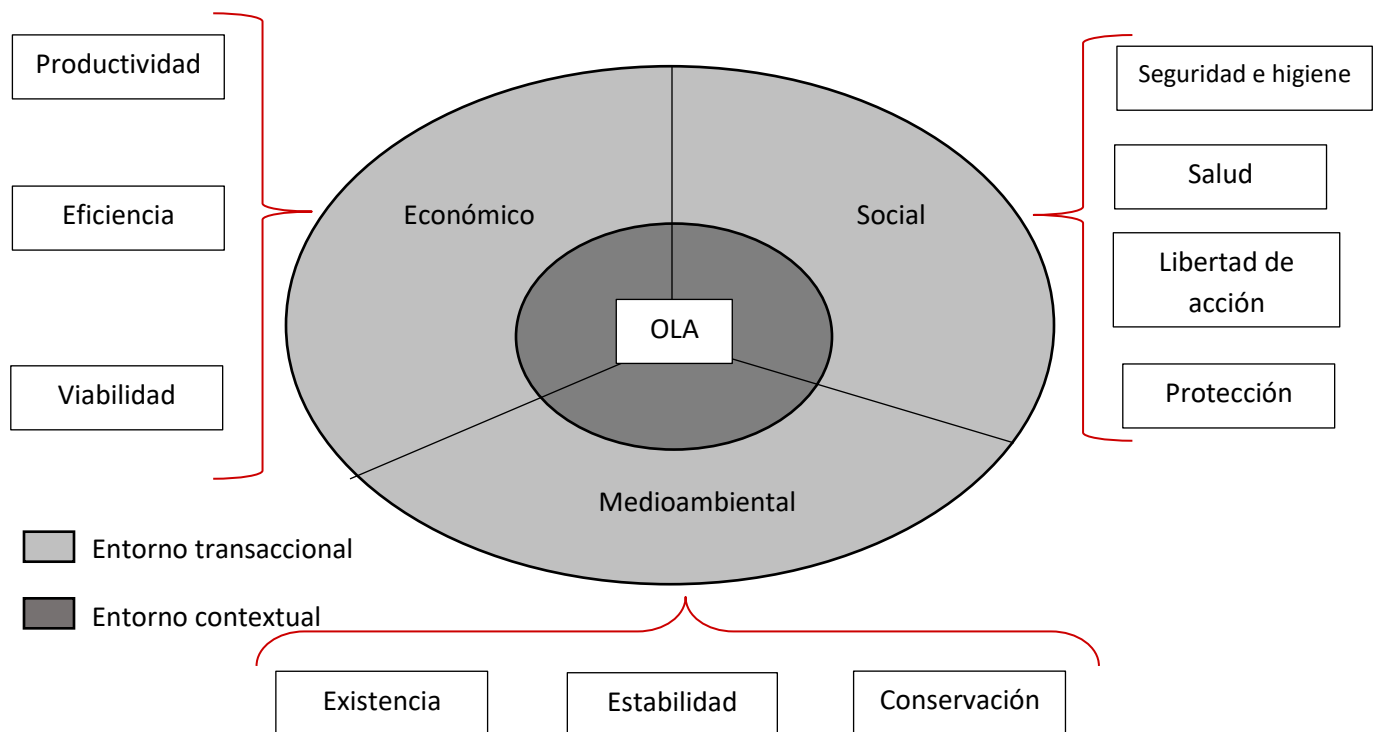 Productividad
Eficiencia
Viabilidad
Económico
Social
OLA
Medioambiental
Seguridad e higiene
Salud
Libertad de
acción
Protección
Entorno transaccional
Entorno contextual
Existencia
Estabilidad
Conservación